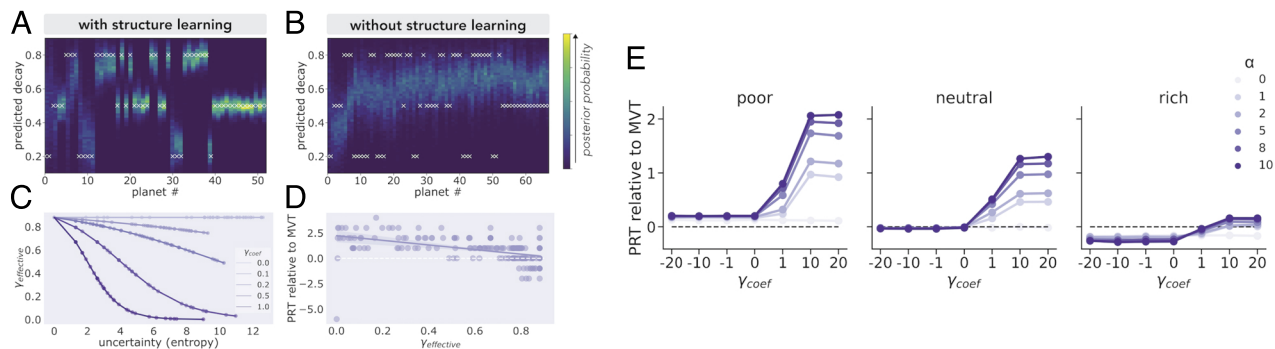 A
with structure learning
predicted decay
0.8
0.6
0.4
0.2
0
10
20
30
40
50
planet #
B
without structure learning
predicted decay
0.8
0.6
0.4
0.2
0
10
20
30
40
50
60
planet #
posterior probability
C
γeffective
0.8
0.6
0.4
0.2
0.0
0
2
4
6
8
10
12
uncertainty (entropy)
γcoef
0.0
0.1
0.2
0.5
1.0
D
PRT relative to MVT
2.5
0.0
−2.5
−5.0
0.0
0.2
0.4
0.6
0.8
γeffective
E
PRT relative to MVT
2
1
0
poor
-20 -10 -1 0 1 10 20
γcoef
neutral
-20 -10 -1 0 1 10 20
γcoef
rich
-20 -10 -1 0 1 10 20
γcoef
α
0
1
2
5
8
10